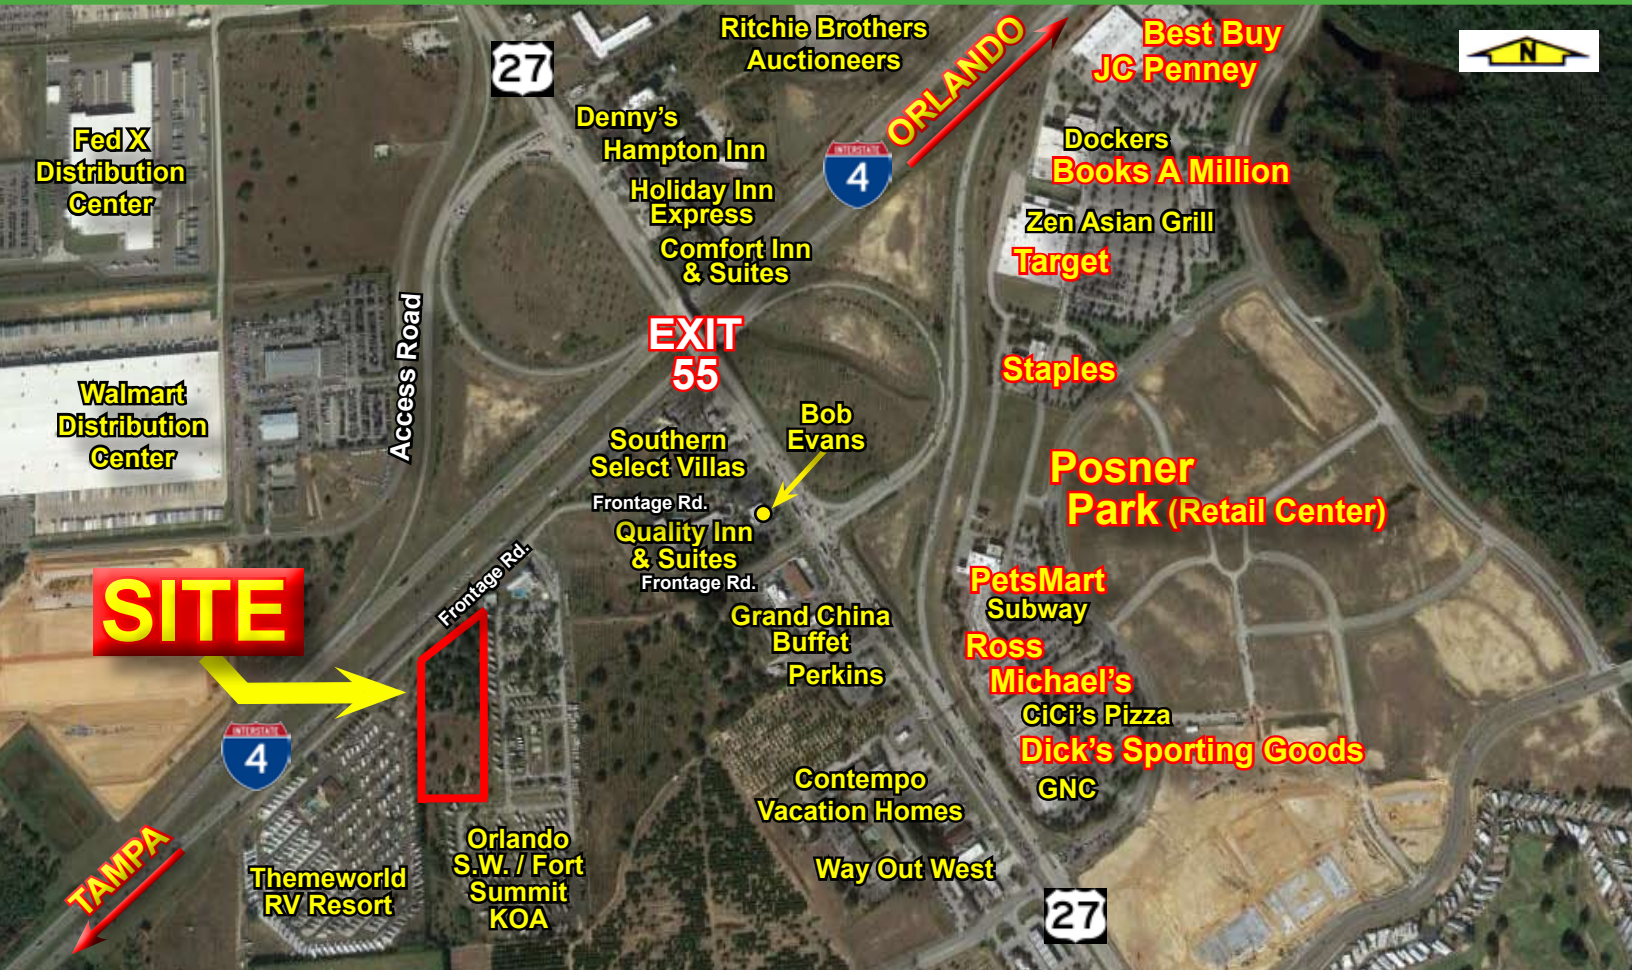 Ritchie Brothers
Auctioneers
27
ORLANDO
Best Buy
JC Penney
N
Denny's
Hampton Inn
INTERSTATE
4
Dockers
Books A Million
Fed X
Distribution
Center
Holiday Inn
Express
Zen Asian Grill
Comfort Inn
& Suites
Target
Access Road
EXIT
55
Staples
Walmart
Distribution
Center
Bob
Evans
Southern
Select Villas
Posner
Park (Retail Center)
Frontage Rd.
Quality Inn
& Suites
Frontage Rd.
Frontage Rd.
SITE
PetsMart
Subway
Grand China
Buffet
Perkins
Ross
Michael's
CiCi's Pizza
Dick's Sporting Goods
GNC
INTERSTATE
4
Contempo
Vacation Homes
Way Out West
TAMPA
Themeworld
RV Resort
Orlando
S.W. / Fort
Summit
KOA
27